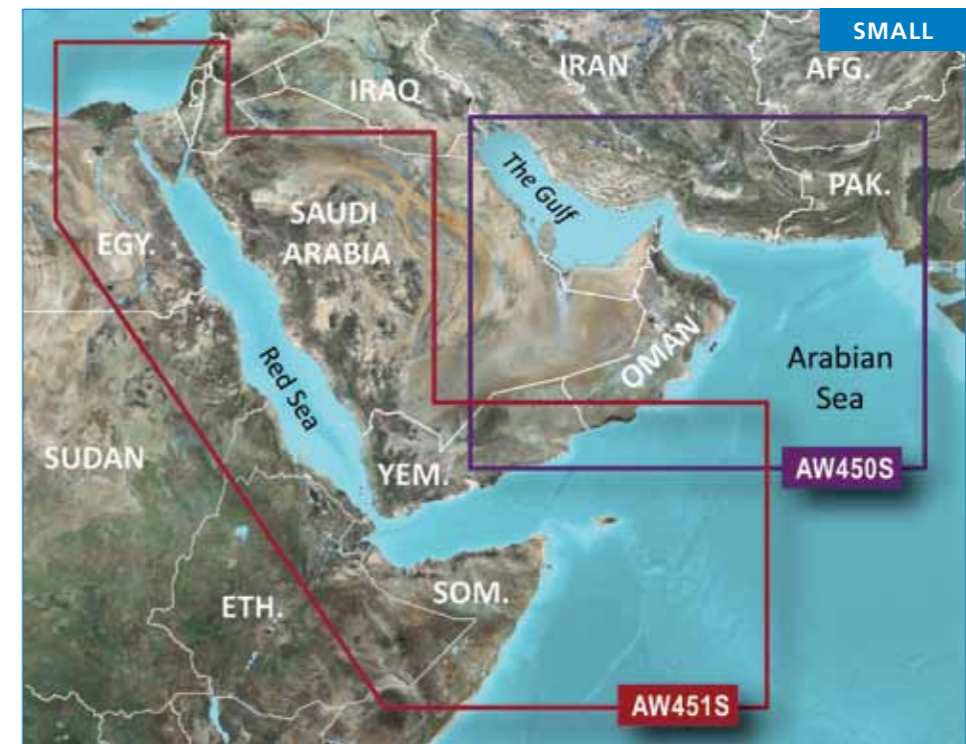 SMALL
IRAN
AFG.
IRAQ
The Gulf
PAK.
SAUDI
ARABIA
EGY.
OMAN
Arabian
Sea
Red Sea
SUDAN
YEM.
AW450S
SOM.
ETH.
AW451S